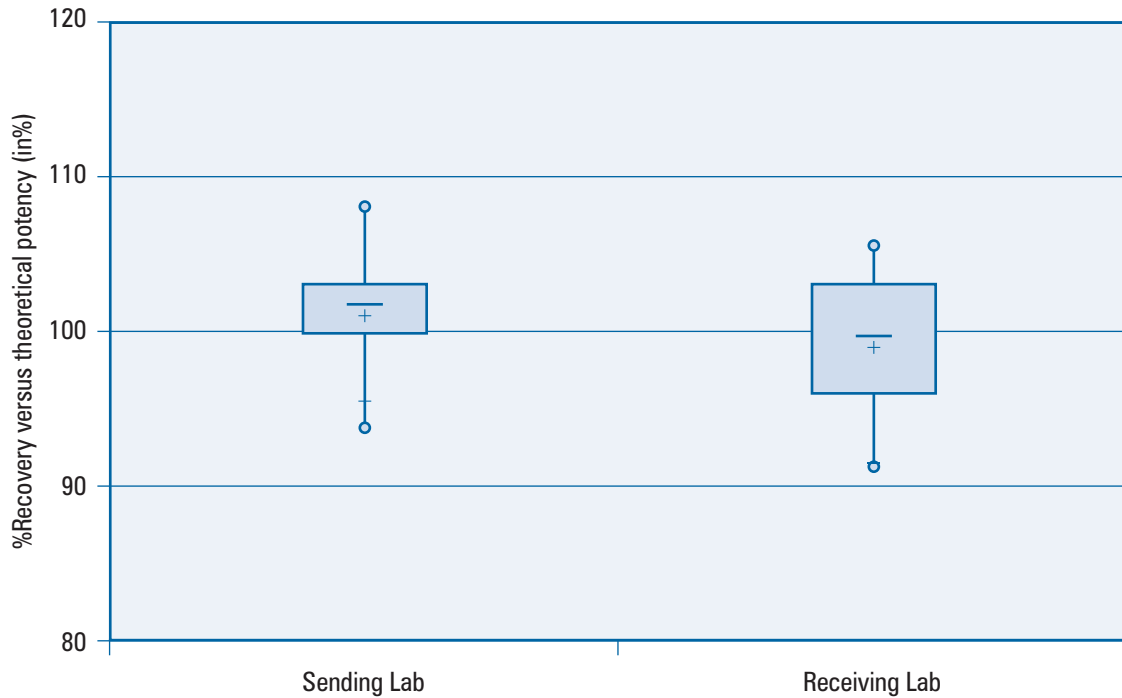 120
110
100
90
80
%Recovery versus theoretical potency (in%)
Sending Lab
Receiving Lab